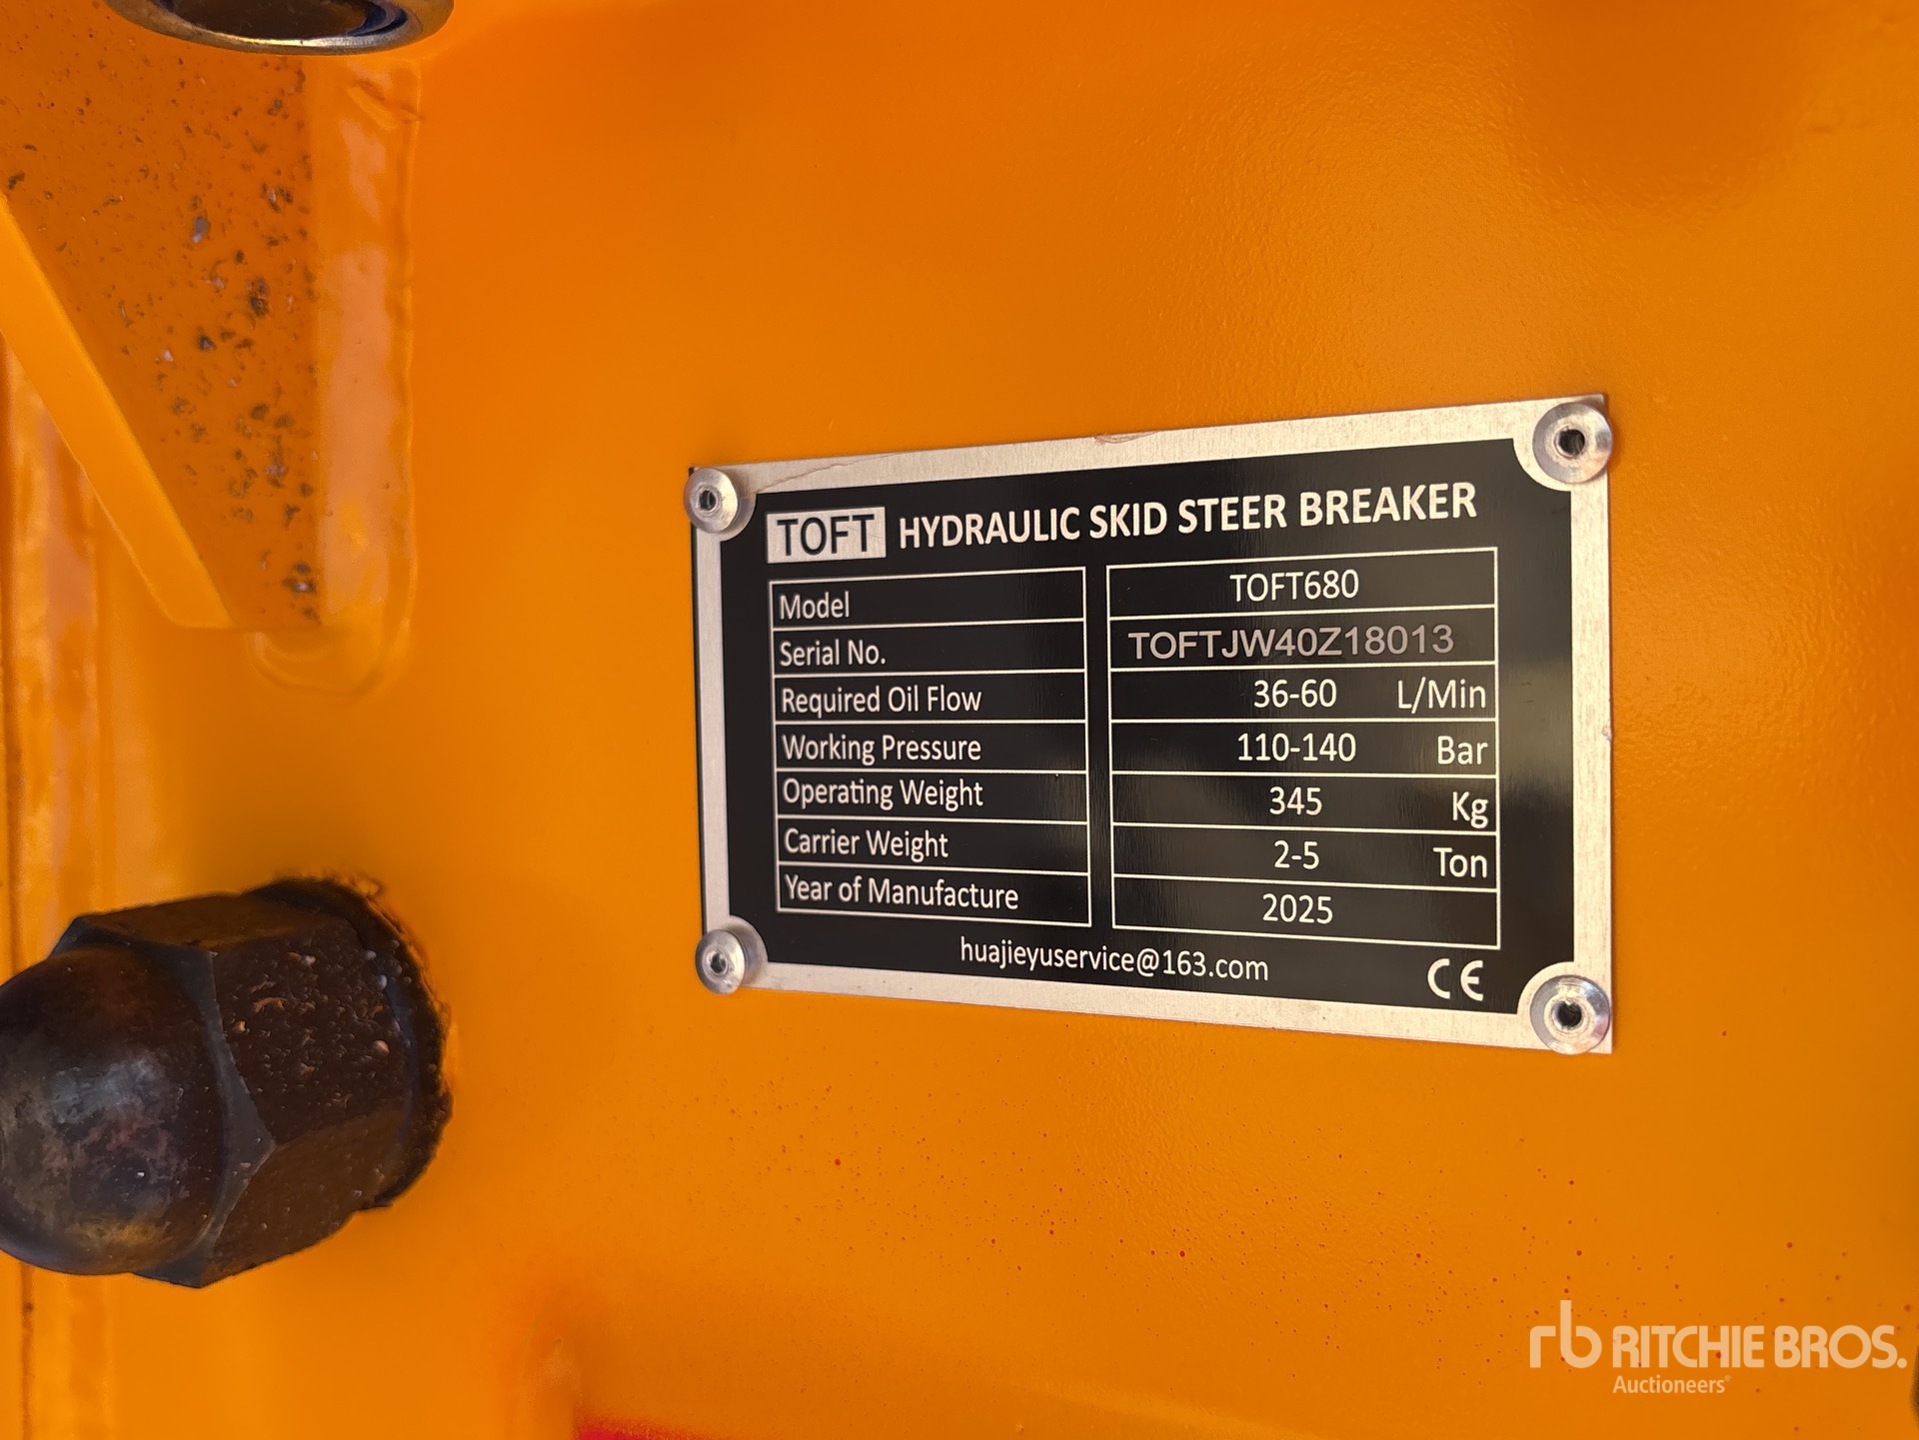 TOFT HYDRAULIC SKID STEER BREAKER
Model TOFT680
Serial No. TOFTJW40Z18013
Required Oil Flow 36-60 L/Min
Working Pressure 110-140 Bar
Operating Weight 345 Kg
Carrier Weight 2-5 Ton
Year of Manufacture 2025
huajieyuservice@163.com
CE
rb RITCHIE BROS.
Auctioneers®